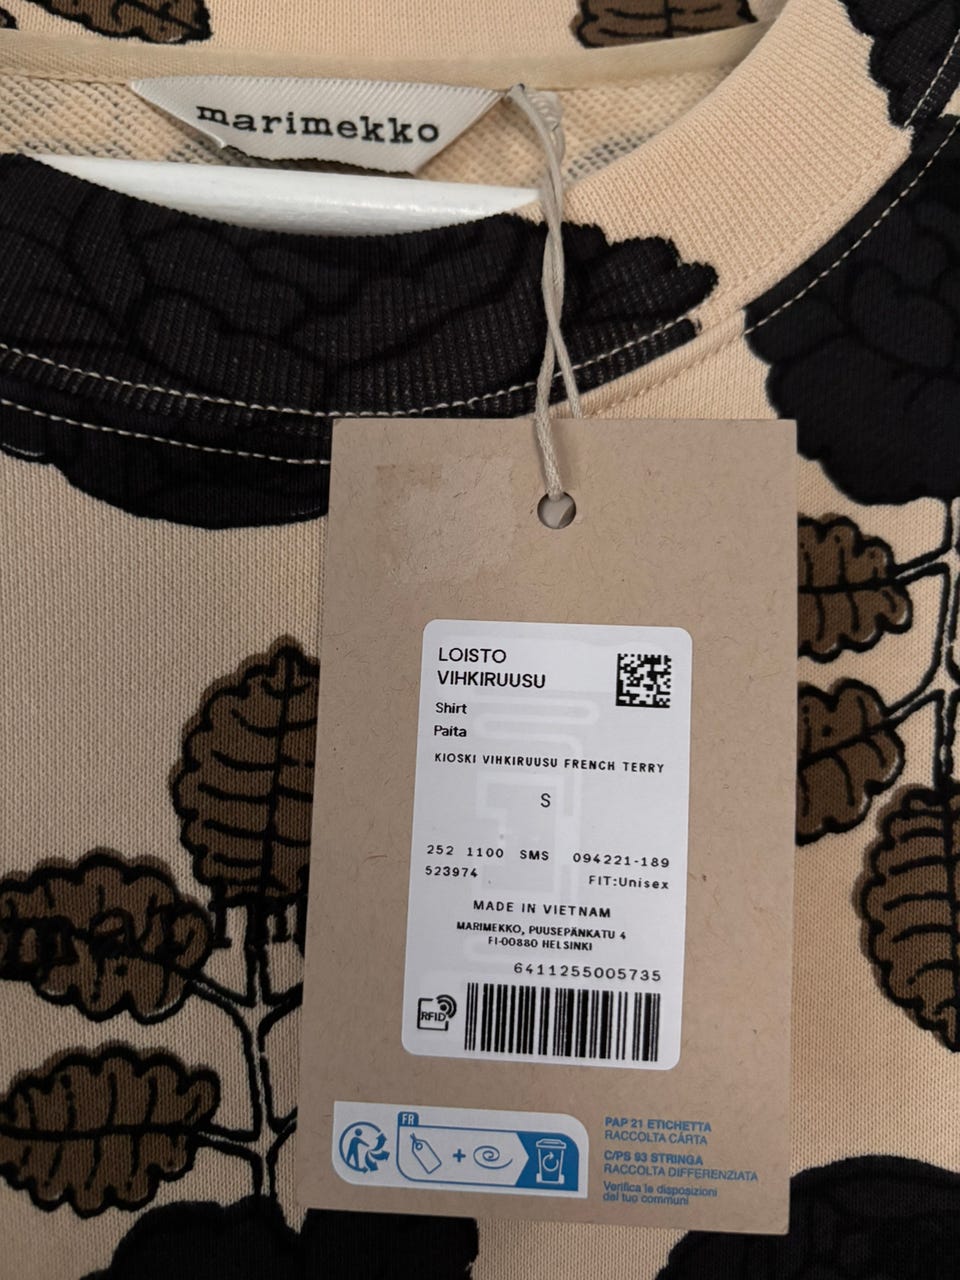 marimekko
LOISTO
VIHKIRUUSU
Shirt
Paita
KIOSKI VIHKIRUUSU FRENCH TERRY
S
252 1100 SMS 094221-189
523974 FIT:Unisex
MADE IN VIETNAM
MARIMEKKO, PUUSEPÄNKATU 4
FI-00880 HELSINKI
6411255005735
RFID
FR
PAP 21 ETICHETTA
RACCOLTA CARTA
C/PS 93 STRINGA
RACCOLTA DIFFERENZIATA
Verifica le disposizioni
del tuo comuni